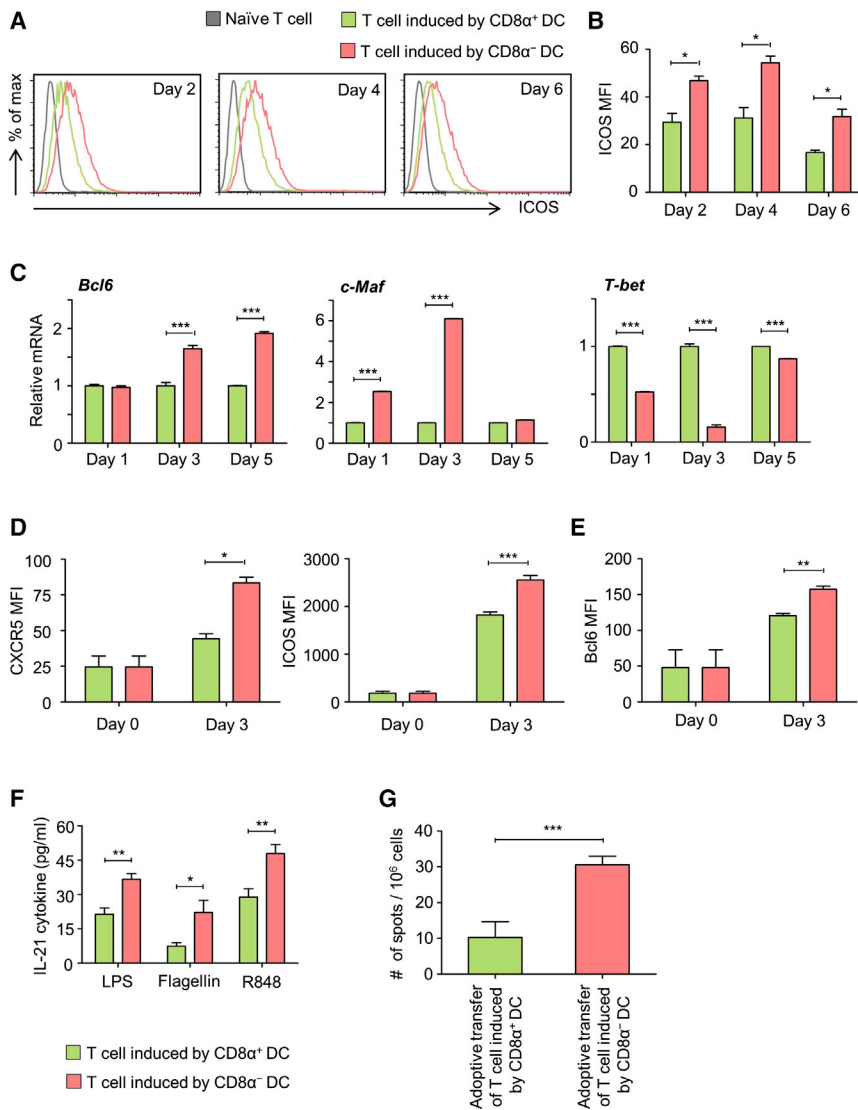 A
Naïve T cell
T cell induced by CD8α⁺ DC
T cell induced by CD8α⁻ DC
% of max
Day 2
Day 4
Day 6
ICOS
B
ICOS MFI
60
40
20
0
*
*
*
Day 2
Day 4
Day 6
C
Relative mRNA
Bcl6
2
1
0
***
***
Day 1
Day 3
Day 5
c-Maf
6
4
2
0
***
***
Day 1
Day 3
Day 5
T-bet
1
0
***
***
***
Day 1
Day 3
Day 5
D
CXCR5 MFI
100
75
50
25
0
*
Day 0
Day 3
ICOS MFI
3000
2000
1000
0
***
Day 0
Day 3
E
Bcl6 MFI
200
150
100
50
0
**
Day 0
Day 3
F
IL-21 cytokine (pg/ml)
60
45
30
15
0
**
*
**
LPS
Flagellin
R848
T cell induced by CD8α⁺ DC
T cell induced by CD8α⁻ DC
G
# of spots / 10⁶ cells
40
30
20
10
0
***
Adoptive transfer
of T cell induced
by CD8α⁺ DC
Adoptive transfer
of T cell induced
by CD8α⁻ DC